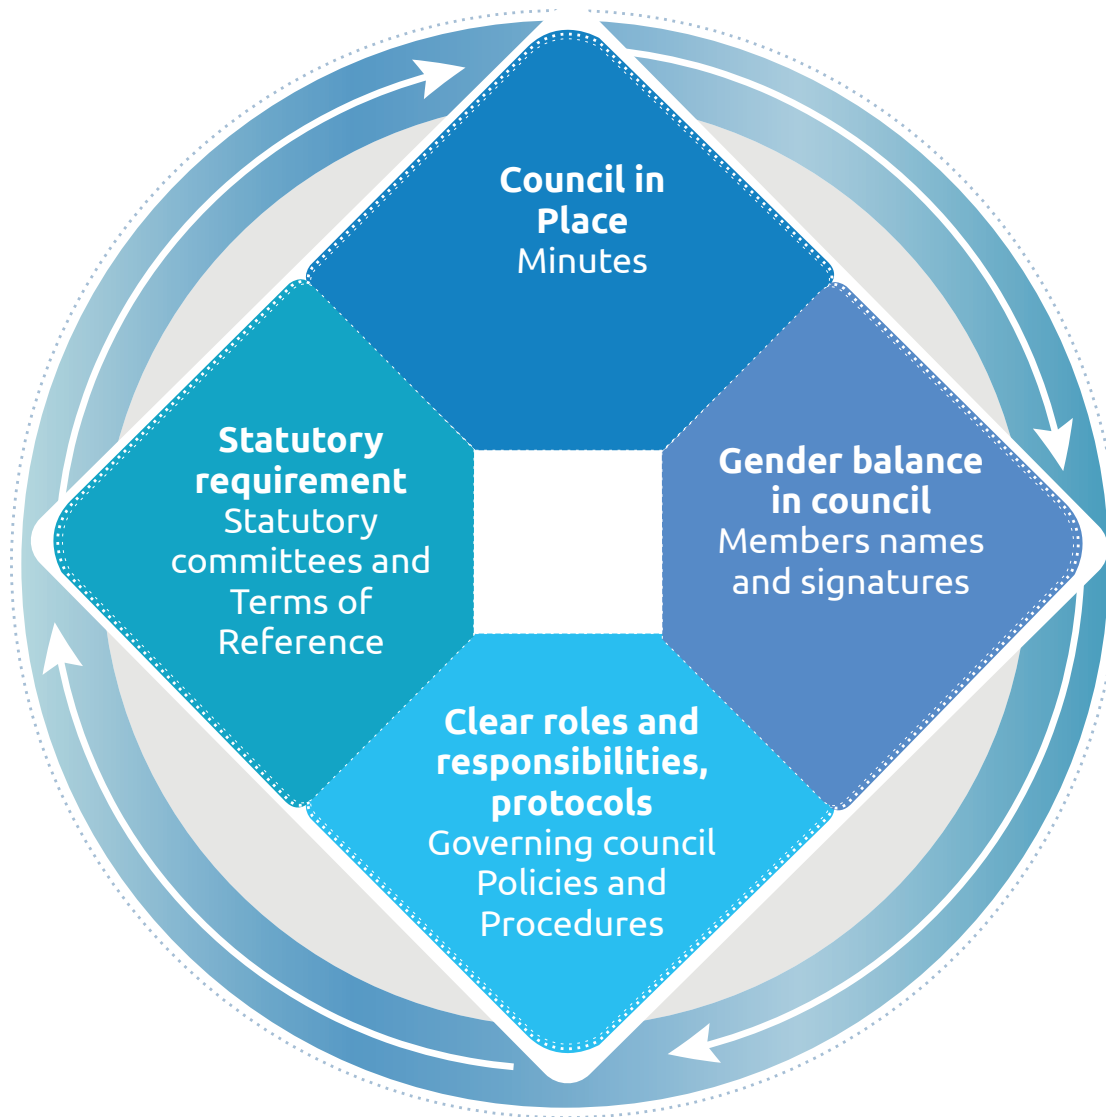 Council in
Place
Minutes
Gender balance
in council
Members names
and signatures
Clear roles and
responsibilities,
protocols
Governing council
Policies and
Procedures
Statutory
requirement
Statutory
committees and
Terms of
Reference